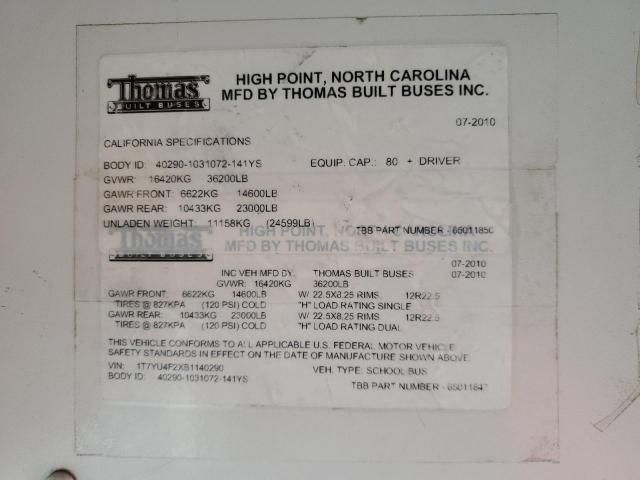 Thomas
BUILT BUSES
HIGH POINT, NORTH CAROLINA
MFD BY THOMAS BUILT BUSES INC.
07-2010
CALIFORNIA SPECIFICATIONS
BODY ID: 40290-1031072-141YS EQUIP. CAP.: 80 + DRIVER
GVWR: 16420KG 36200LB
GAWR FRONT: 6622KG 14600LB
GAWR REAR: 10433KG 23000LB
UNLADEN WEIGHT: 11158KG (24599LB) TBB PART NUMBER - 65011850
Thomas
BUILT BUSES
HIGH POINT, NORTH CAROLINA
MFD BY THOMAS BUILT BUSES INC.
07-2010
INC VEH MFD BY: THOMAS BUILT BUSES 07-2010
GVWR: 16420KG 36200LB
GAWR FRONT: 6622KG 14600LB W/ 22.5X8.25 RIMS, 12R22.5
TIRES @ 827KPA (120 PSI) COLD "H" LOAD RATING SINGLE
GAWR REAR: 10433KG 23000LB W/ 22.5X8.25 RIMS, 12R22.5
TIRES @ 827KPA (120 PSI) COLD "H" LOAD RATING DUAL
THIS VEHICLE CONFORMS TO ALL APPLICABLE U.S. FEDERAL MOTOR VEHICLE
SAFETY STANDARDS IN EFFECT ON THE DATE OF MANUFACTURE SHOWN ABOVE.
VIN: 1T7YU4F2XB1140290 VEH. TYPE: SCHOOL BUS
BODY ID: 40290-1031072-141YS TBB PART NUMBER -